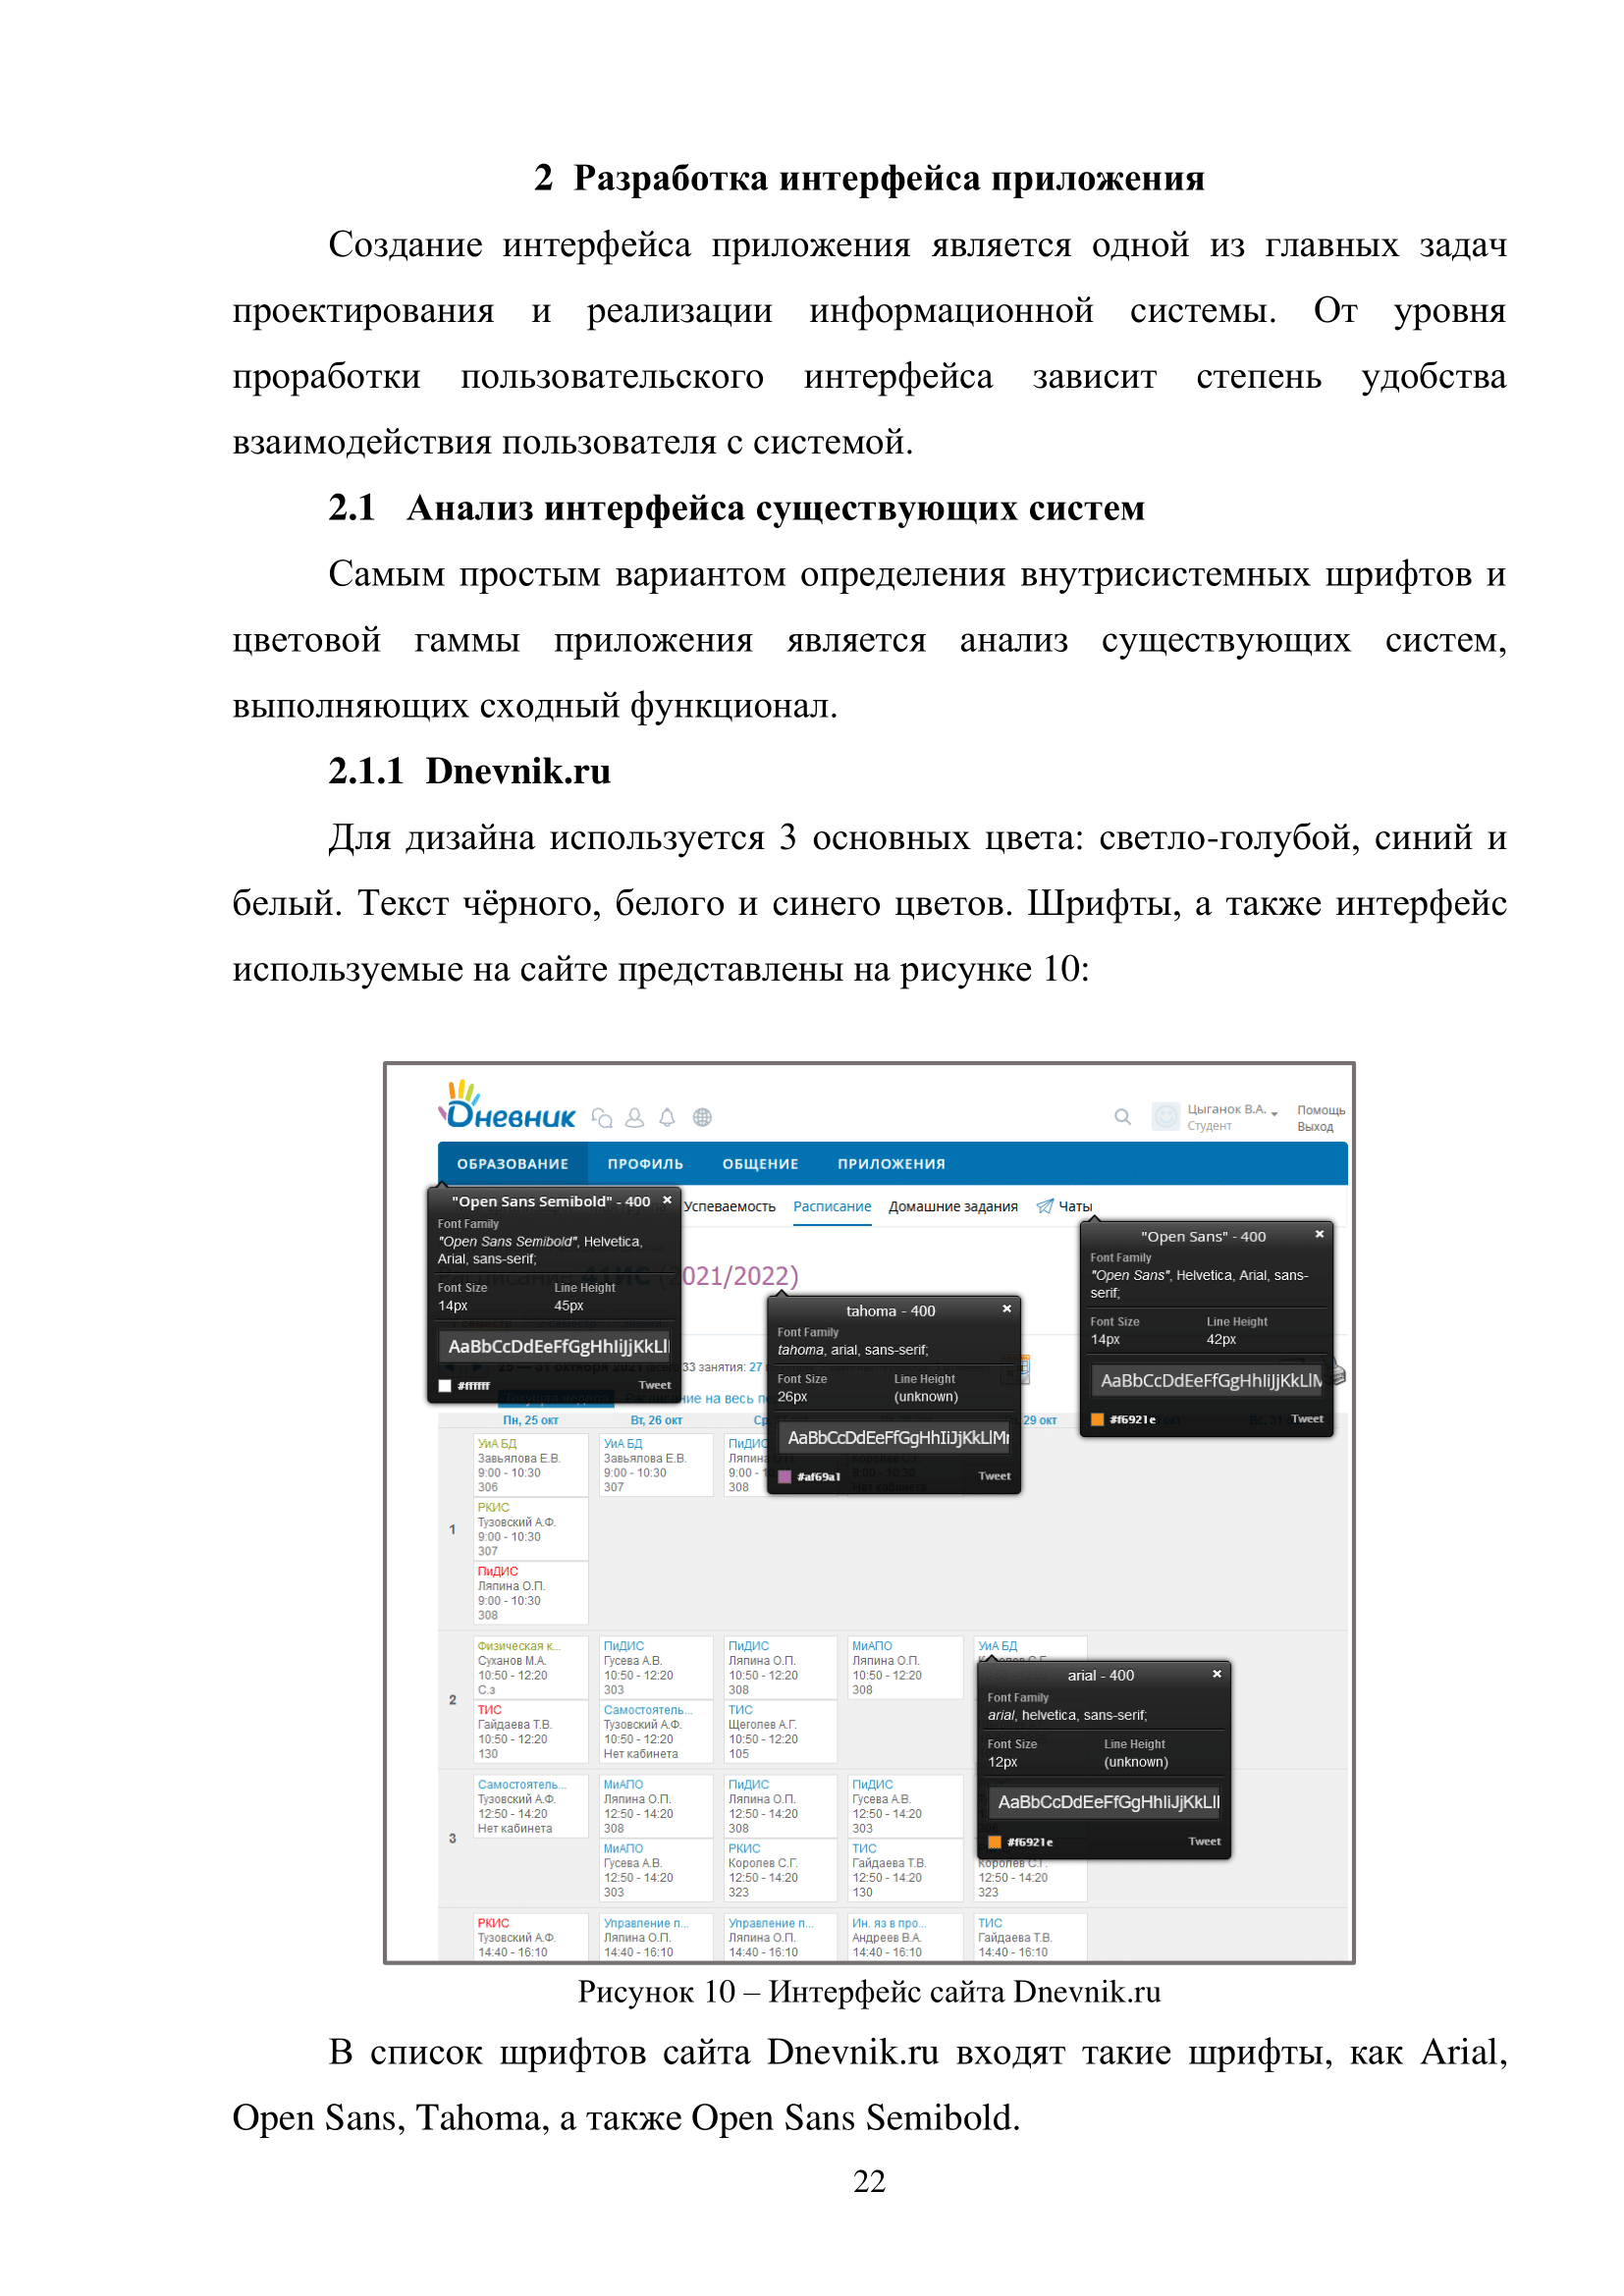 2 Разработка интерфейса приложения
Создание интерфейса приложения является одной из главных задач
проектирования и реализации информационной системы. От уровня
проработки пользовательского интерфейса зависит степень удобства
взаимодействия пользователя с системой.
2.1 Анализ интерфейса существующих систем
Самым простым вариантом определения внутрисистемных шрифтов и
цветовой гаммы приложения является анализ существующих систем,
выполняющих сходный функционал.
2.1.1 Dnevnik.ru
Для дизайна используется 3 основных цвета: светло-голубой, синий и
белый. Текст чёрного, белого и синего цветов. Шрифты, а также интерфейс
используемые на сайте представлены на рисунке 10:
Dневник
Цыганок В.А.
Студент
Помощь
Выход
ОБРАЗОВАНИЕ ПРОФИЛЬ ОБЩЕНИЕ ПРИЛОЖЕНИЯ
Успеваемость Расписание Домашние задания Чаты
"Open Sans Semibold" - 400 ×
Font Family
"Open Sans Semibold", Helvetica,
Arial, sans-serif;
Font Size Line Height
14px 45px
AaBbCcDdEeFfGgHhIiJjKkLl
#ffffff Tweet
"Open Sans" - 400 ×
Font Family
"Open Sans", Helvetica, Arial, sans-
serif;
Font Size Line Height
14px 42px
AaBbCcDdEeFfGgHhIiJjKkLlM
#f6921e Tweet
(2021/2022)
tahoma - 400 ×
Font Family
tahoma, arial, sans-serif;
Font Size Line Height
26px (unknown)
AaBbCcDdEeFfGgHhIiJjKkLlMm
#af69a1 Tweet
33 занятия: 27
на весь
Пн, 25 окт Вт, 26 окт Ср 29 окт
1
УиА БД
Завьялова Е.В.
9:00 - 10:30
306
РКИС
Тузовский А.Ф.
9:00 - 10:30
307
ПиДИС
Ляпина О.П.
9:00 - 10:30
308
УиА БД
Завьялова Е.В.
9:00 - 10:30
307
ПиДИС
Ляпина
9:00 -
308
2
Физическая к...
Суханов М.А.
10:50 - 12:20
С.з
ТИС
Гайдаева Т.В.
10:50 - 12:20
130
ПиДИС
Гусева А.В.
10:50 - 12:20
303
Самостоятель...
Тузовский А.Ф.
10:50 - 12:20
Нет кабинета
ПиДИС
Ляпина О.П.
10:50 - 12:20
308
ТИС
Щеголев А.Г.
10:50 - 12:20
105
МиАПО
Ляпина О.П.
10:50 - 12:20
308
УиА БД
arial - 400 ×
Font Family
arial, helvetica, sans-serif;
Font Size Line Height
12px (unknown)
AaBbCcDdEeFfGgHhIiJjKkLl
#f6921e Tweet
3
Самостоятель...
Тузовский А.Ф.
12:50 - 14:20
Нет кабинета
МиАПО
Ляпина О.П.
12:50 - 14:20
308
МиАПО
Гусева А.В.
12:50 - 14:20
303
ПиДИС
Ляпина О.П.
12:50 - 14:20
308
РКИС
Королев С.Г.
12:50 - 14:20
323
ПиДИС
Гусева А.В.
12:50 - 14:20
303
ТИС
Гайдаева Т.В.
12:50 - 14:20
130
Королев С.Г.
12:50 - 14:20
323
РКИС
Тузовский А.Ф.
14:40 - 16:10
Управление п...
Ляпина О.П.
14:40 - 16:10
Управление п...
Ляпина О.П.
14:40 - 16:10
Ин. яз в про...
Андреев В.А.
14:40 - 16:10
ТИС
Гайдаева Т.В.
14:40 - 16:10
Рисунок 10 – Интерфейс сайта Dnevnik.ru
В список шрифтов сайта Dnevnik.ru входят такие шрифты, как Arial,
Open Sans, Tahoma, а также Open Sans Semibold.
22